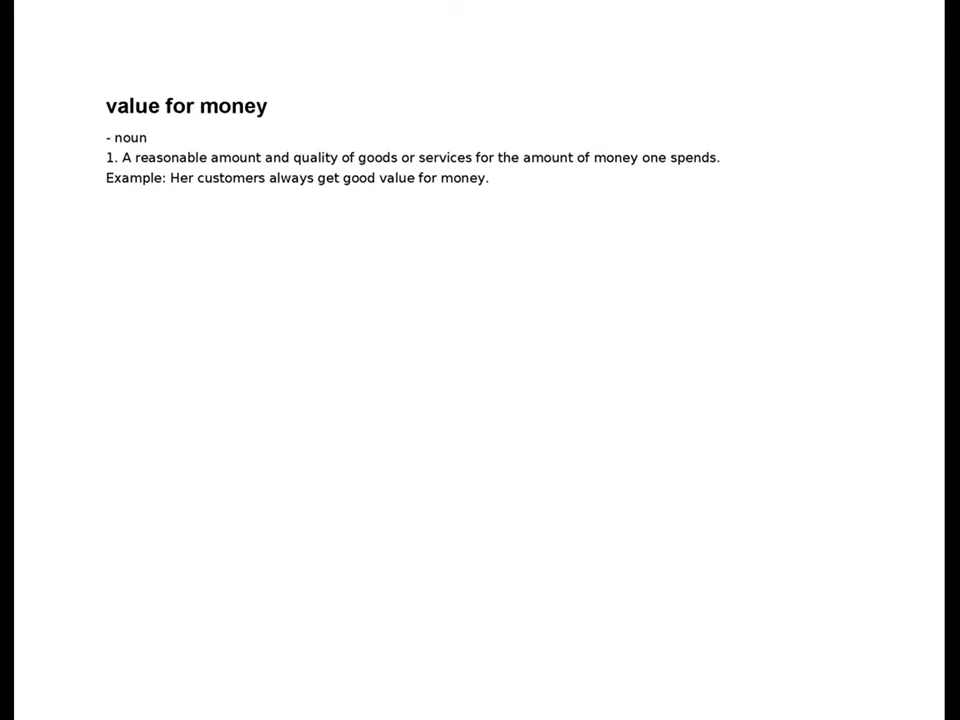 value for money
- noun
1. A reasonable amount and quality of goods or services for the amount of money one spends.
Example: Her customers always get good value for money.